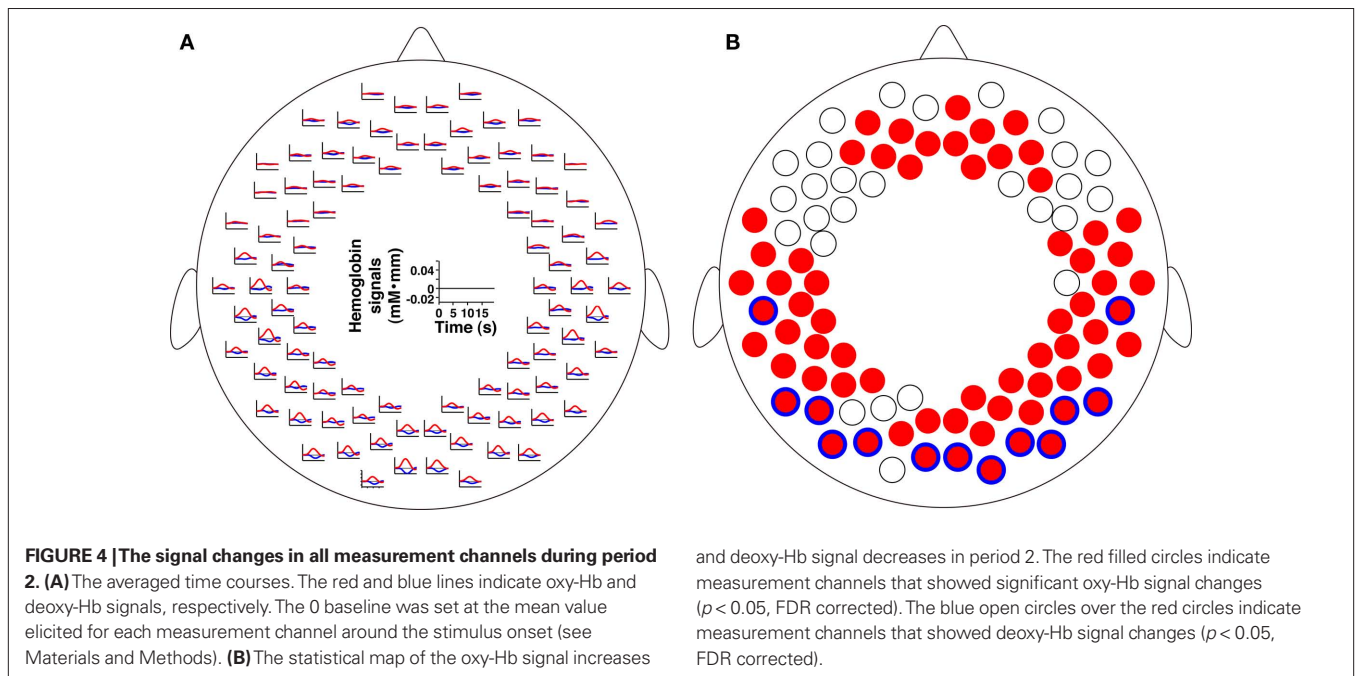 A
B
Hemoglobin
signals
(mM•mm)
0.04
0
-0.02
0 5 1015
Time (s)
FIGURE 4 | The signal changes in all measurement channels during period
2. (A) The averaged time courses. The red and blue lines indicate oxy-Hb and
deoxy-Hb signals, respectively. The 0 baseline was set at the mean value
elicited for each measurement channel around the stimulus onset (see
Materials and Methods). (B) The statistical map of the oxy-Hb signal increases
and deoxy-Hb signal decreases in period 2. The red filled circles indicate
measurement channels that showed significant oxy-Hb signal changes
(p < 0.05, FDR corrected). The blue open circles over the red circles indicate
measurement channels that showed deoxy-Hb signal changes (p < 0.05,
FDR corrected).